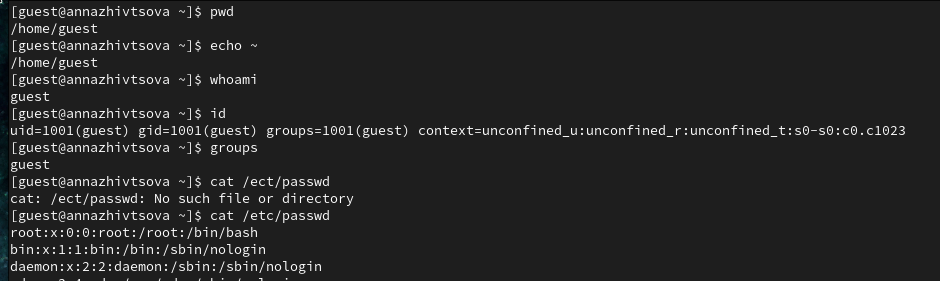 [guest@annazhivtsova ~]$ pwd
/home/guest
[guest@annazhivtsova ~]$ echo ~
/home/guest
[guest@annazhivtsova ~]$ whoami
guest
[guest@annazhivtsova ~]$ id
uid=1001(guest) gid=1001(guest) groups=1001(guest) context=unconfined_u:unconfined_r:unconfined_t:s0-s0:c0.c1023
[guest@annazhivtsova ~]$ groups
guest
[guest@annazhivtsova ~]$ cat /ect/passwd
cat: /ect/passwd: No such file or directory
[guest@annazhivtsova ~]$ cat /etc/passwd
root:x:0:0:root:/root:/bin/bash
bin:x:1:1:bin:/bin:/sbin/nologin
daemon:x:2:2:daemon:/sbin:/sbin/nologin